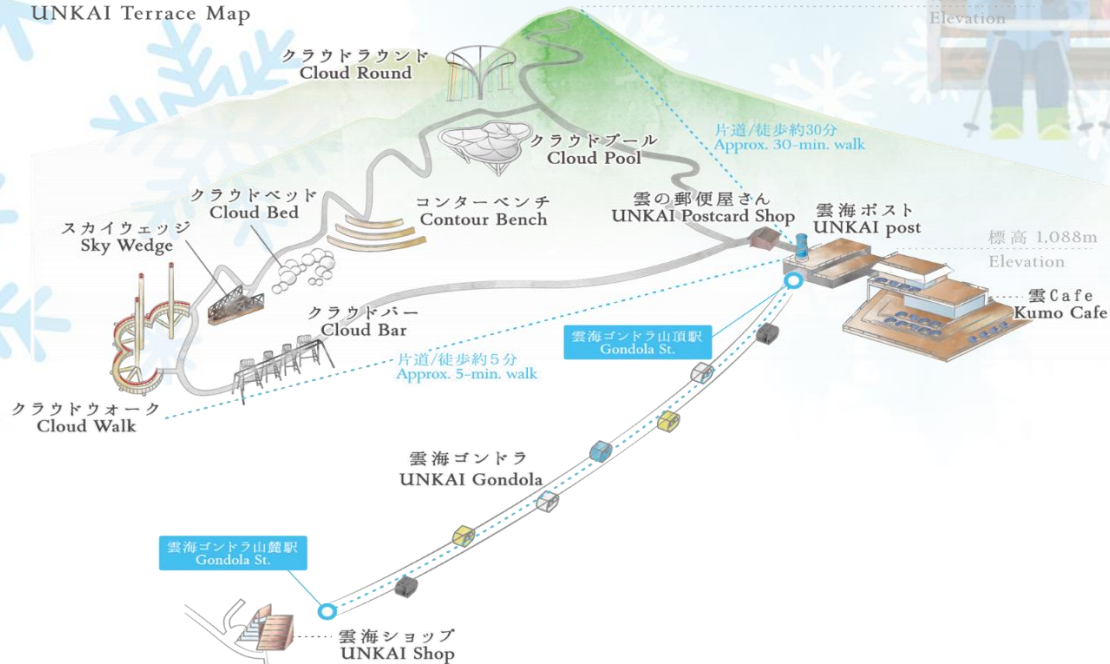 UNKAI Terrace Map
Elevation
クラウドラウンド
Cloud Round
クラウドプール
Cloud Pool
片道/徒歩約30分
Approx. 30-min. walk
クラウドベッド
Cloud Bed
コンターベンチ
Contour Bench
雲の郵便屋さん
UNKAI Postcard Shop
雲海ポスト
UNKAI post
スカイウェッジ
Sky Wedge
標高 1,088m
Elevation
雲Cafe
Kumo Cafe
クラウドバー
Cloud Bar
雲海ゴンドラ山頂駅
Gondola St.
片道/徒歩約5分
Approx. 5-min. walk
クラウドウォーク
Cloud Walk
雲海ゴンドラ
UNKAI Gondola
雲海ゴンドラ山麓駅
Gondola St.
雲海ショップ
UNKAI Shop